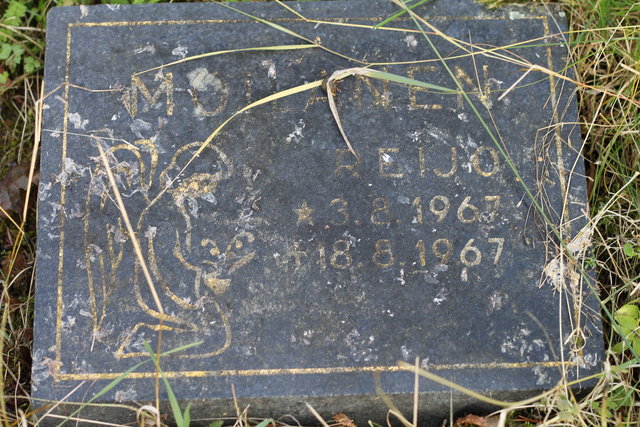 MOILANEN
REIJO
☆ 3.8.1967
✝ 18.8.1967